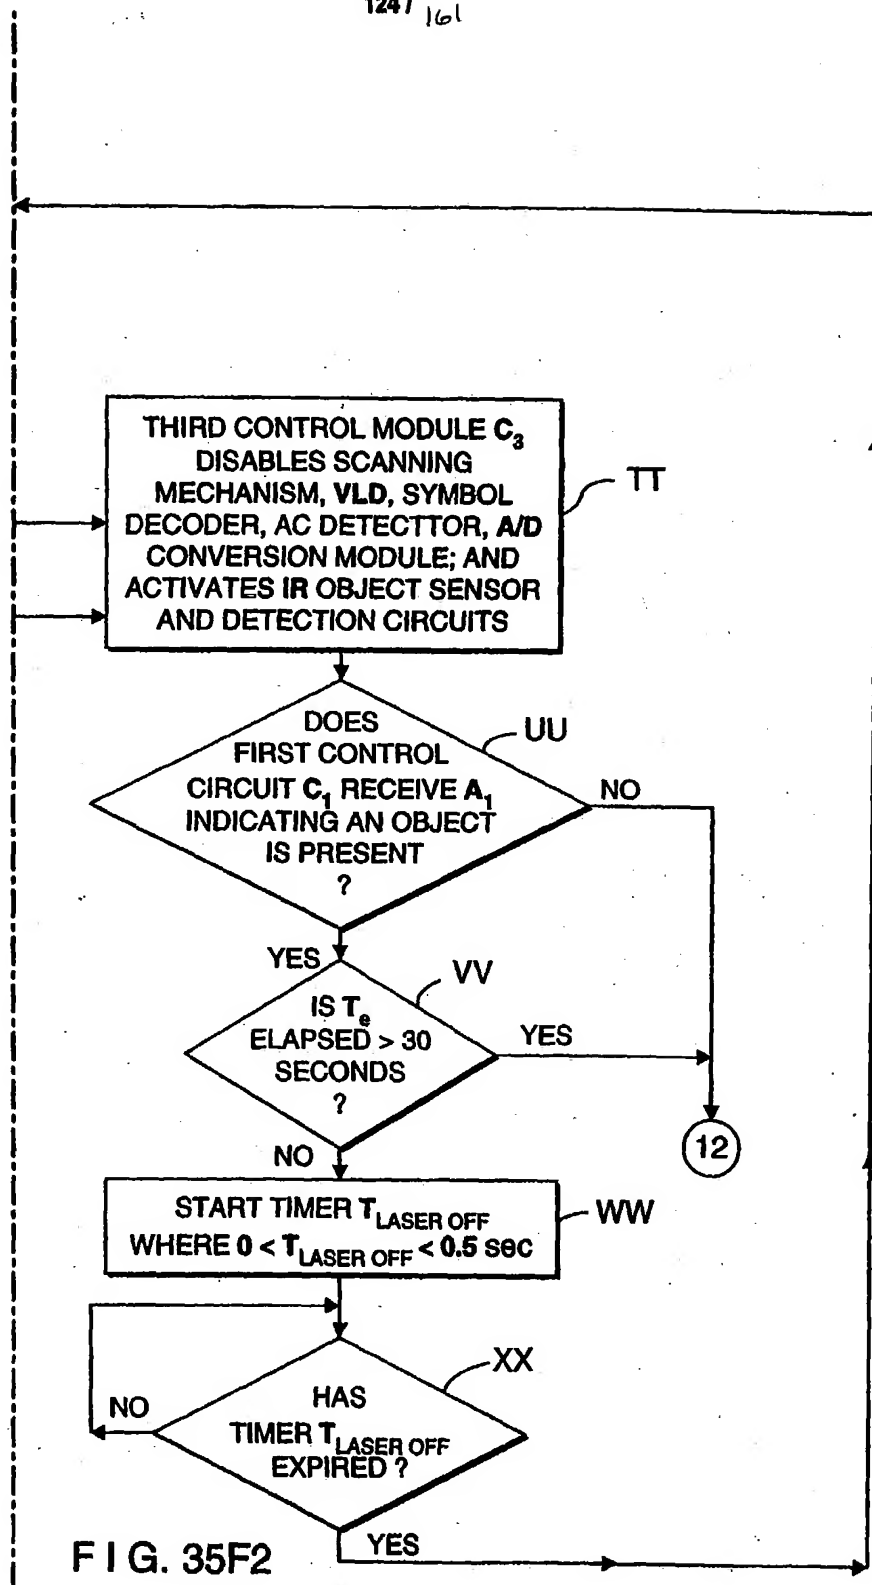 1247 161
THIRD CONTROL MODULE C3
DISABLES SCANNING
MECHANISM, VLD, SYMBOL
DECODER, AC DETECTTOR, A/D
CONVERSION MODULE; AND
ACTIVATES IR OBJECT SENSOR
AND DETECTION CIRCUITS
TT
DOES
FIRST CONTROL
CIRCUIT C1 RECEIVE A1
INDICATING AN OBJECT
IS PRESENT
?
UU
NO
YES
VV
IS Te
ELAPSED > 30
SECONDS
?
YES
12
NO
START TIMER TLASER OFF
WHERE 0 < TLASER OFF < 0.5 sec
WW
XX
HAS
TIMER TLASER OFF
EXPIRED ?
NO
YES
FIG. 35F2